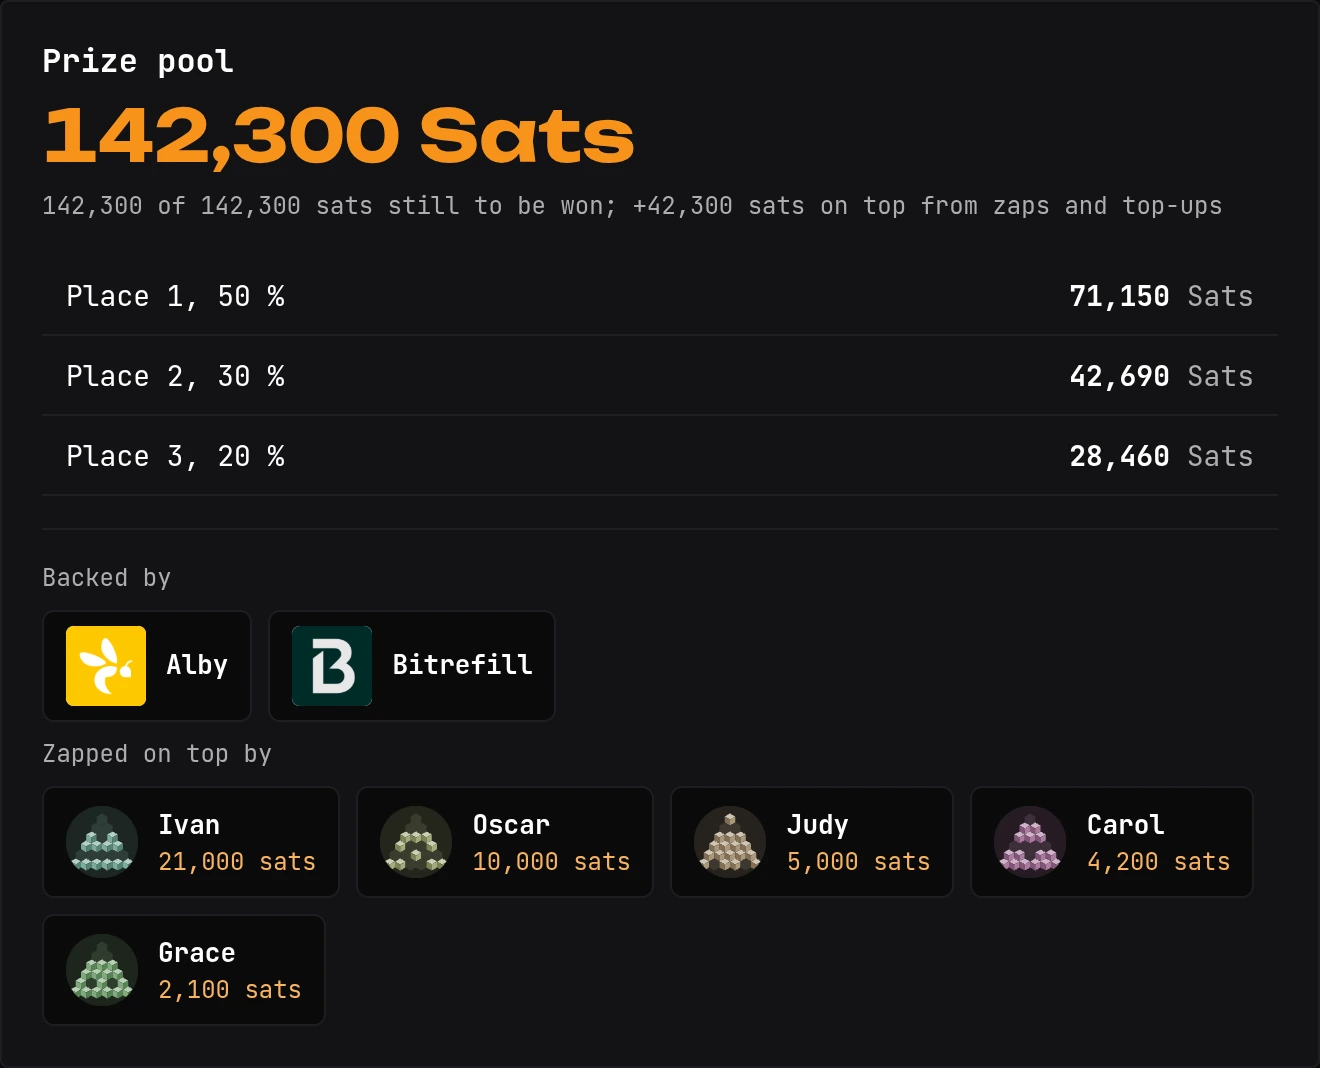 Prize pool
142,300 Sats
142,300 of 142,300 sats still to be won; +42,300 sats on top from zaps and top-ups
Place 1, 50 % 71,150 Sats
Place 2, 30 % 42,690 Sats
Place 3, 20 % 28,460 Sats
Backed by
Alby B Bitrefill
Zapped on top by
Ivan Oscar Judy Carol
21,000 sats 10,000 sats 5,000 sats 4,200 sats
Grace
2,100 sats